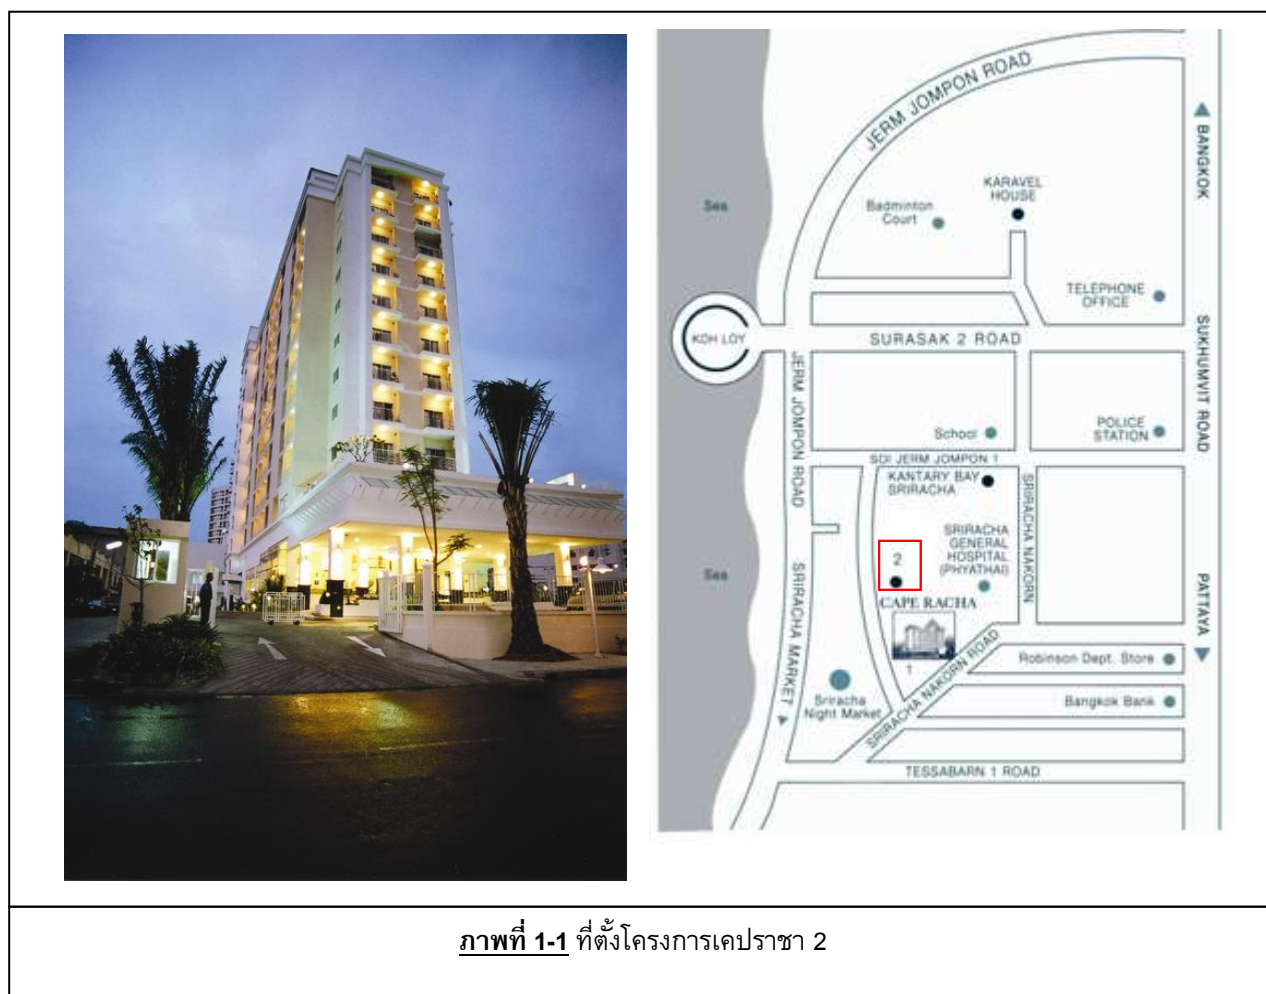 JERM JOMPON ROAD
BANGKOK
KARAVEL
HOUSE
Badminton
Court
Sea
TELEPHONE
OFFICE
KOH LOY
SURASAK 2 ROAD
SUKHUMVIT ROAD
JERM JOMPON ROAD
School
POLICE
STATION
SOI JERM JOMPON 1
KANTARY BAY
SRIRACHA
SRIRACHA NAKORN
SRIRACHA
GENERAL
HOSPITAL
(PHYATHAI)
2
Sea
SRIRACHA MARKET
CAPE RACHA
PATTAYA
1
Robinson Dept. Store
Sriracha
Night Market
SRIRACHA NAKORN ROAD
Bangkok Bank
TESSABARN 1 ROAD
ภาพที่ 1-1 ที่ตั้งโครงการเคปราชา 2